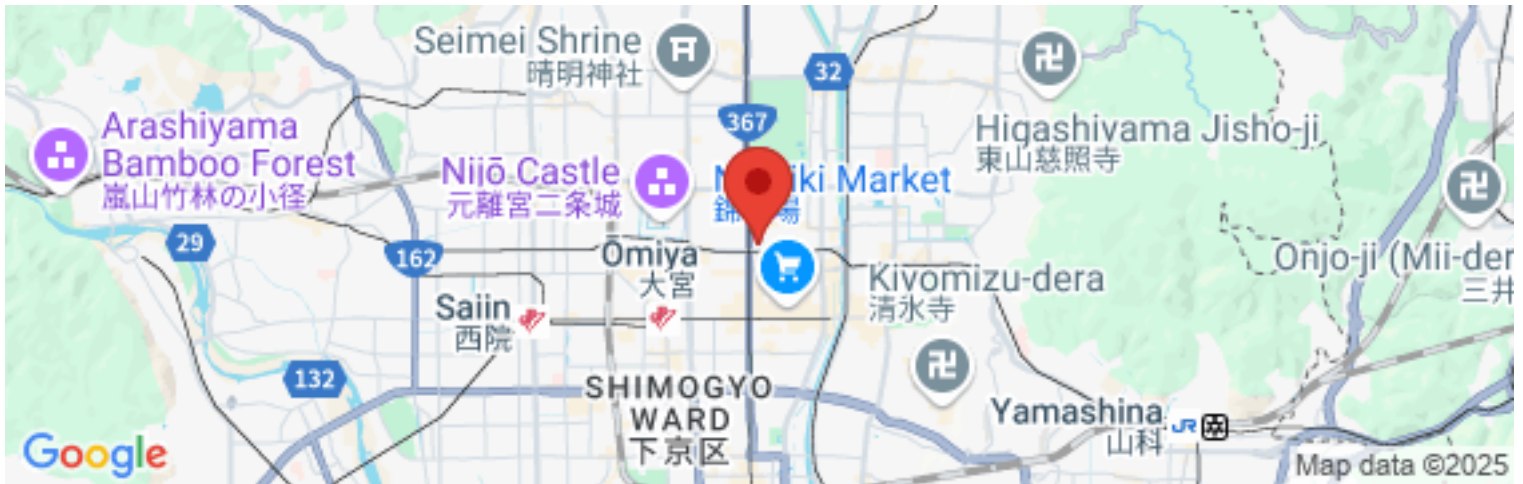 Seimei Shrine
晴明神社
32
367
Arashiyama
Bamboo Forest
嵐山竹林の小径
Nijō Castle
元離宮二条城
Market
Higashiyama Jisho-ji
東山慈照寺
29
162
Ōmiya
大宮
Kiyomizu-dera
清水寺
Onjo-ji (Mii-der
三井
Saiin
西院
132
SHIMOGYO
WARD
下京区
Yamashina
山科
JR
Google
Map data ©2025